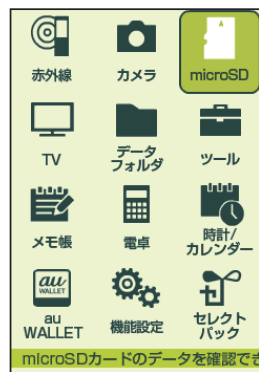 赤外線 カメラ microSD
TV データ
フォルダ ツール
メモ帳 電卓 時計/
カレンダー
au
WALLET
au
WALLET 機能設定 セレクト
パック
microSDカードのデータを確認でき